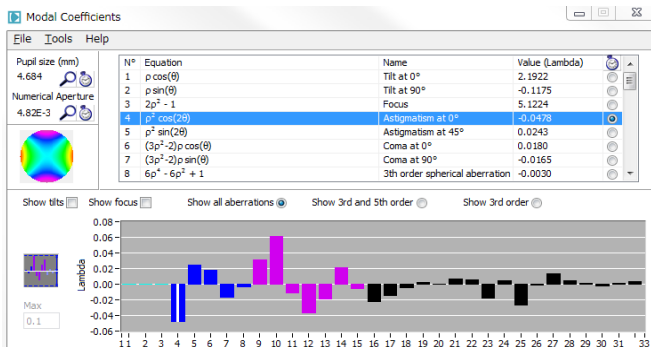 Modal Coefficients
File Tools Help
Pupil size (mm)
4.684
Numerical Aperture
4.82E-3
N° Equation Name Value (Lambda)
1 ρ cos(θ) Tilt at 0° 2.1922
2 ρ sin(θ) Tilt at 90° -0.1175
3 2ρ² - 1 Focus 5.1224
4 ρ² cos(2θ) Astigmatism at 0° -0.0478
5 ρ² sin(2θ) Astigmatism at 45° 0.0243
6 (3ρ²-2)ρ cos(θ) Coma at 0° 0.0180
7 (3ρ²-2)ρ sin(θ) Coma at 90° -0.0165
8 6ρ⁴ - 6ρ² + 1 3th order spherical aberration -0.0030
Show tilts Show focus Show all aberrations Show 3rd and 5th order Show 3rd order
Max
0.1
Lambda
0.08
0.06
0.04
0.02
0.00
-0.02
-0.04
-0.06
1 1 2 3 4 5 6 7 8 9 10 11 12 13 14 15 16 17 18 19 20 21 22 23 24 25 26 27 28 29 30 31 33